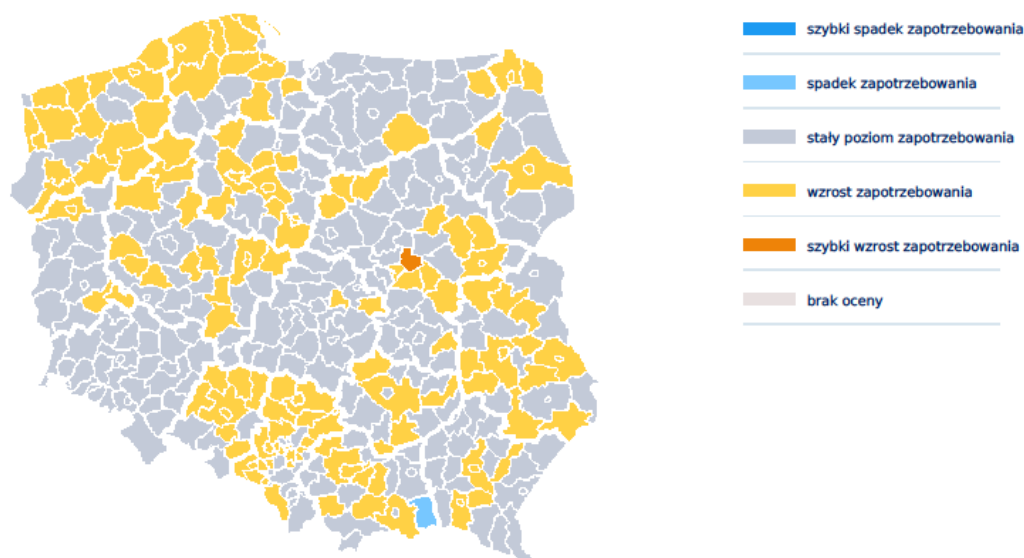 szybki spadek zapotrzebowania
spadek zapotrzebowania
stały poziom zapotrzebowania
wzrost zapotrzebowania
szybki wzrost zapotrzebowania
brak oceny